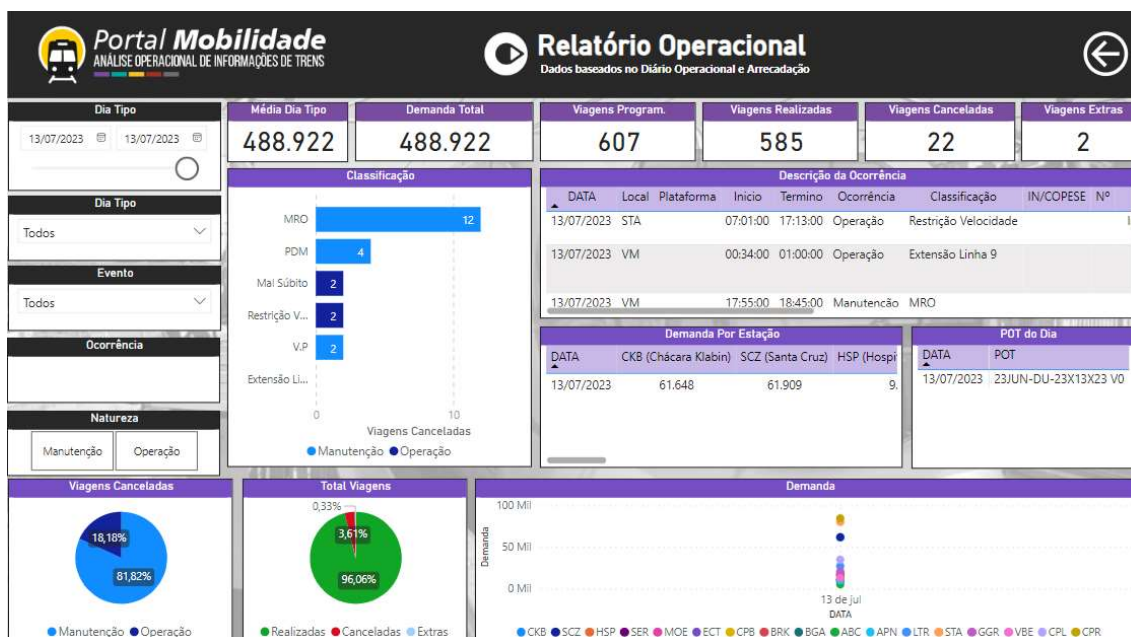 Portal Mobilidade
ANÁLISE OPERACIONAL DE INFORMAÇÕES DE TRENS
Relatório Operacional
Dados baseados no Diário Operacional e Arrecadação
Dia Tipo
13/07/2023 13/07/2023
Dia Tipo
Todos
Evento
Todos
Ocorrência
Natureza
Manutenção Operação
Média Dia Tipo
488.922
Demanda Total
488.922
Viagens Program.
607
Viagens Realizadas
585
Viagens Canceladas
22
Viagens Extras
2
Classificação
MRO 12
PDM 4
Mal Súbito 2
Restrição V... 2
V.P 2
Extensão Li...
0 10
Viagens Canceladas
Manutenção Operação
Descrição da Ocorrência
DATA Local Plataforma Inicio Termino Ocorrência Classificação IN/COPESE Nº
13/07/2023 STA 07:01:00 17:13:00 Operação Restrição Velocidade
13/07/2023 VM 00:34:00 01:00:00 Operação Extensão Linha 9
13/07/2023 VM 17:55:00 18:45:00 Manutencão MRO
Demanda Por Estação
DATA CKB (Chácara Klabin) SCZ (Santa Cruz) HSP (Hospi
13/07/2023 61.648 61.909 9.
POT do Dia
DATA POT
13/07/2023 23JUN-DU-23X13X23 V0
Viagens Canceladas
18,18%
81,82%
Manutenção Operação
Total Viagens
0,33%
3,61%
96,06%
Realizadas Canceladas Extras
Demanda
100 Mil
50 Mil
0 Mil
Demanda
13 de jul
DATA
CKB SCZ HSP SER MOE ECT CPB BRK BGA ABC APN LTR STA GGR VBE CPL CPR